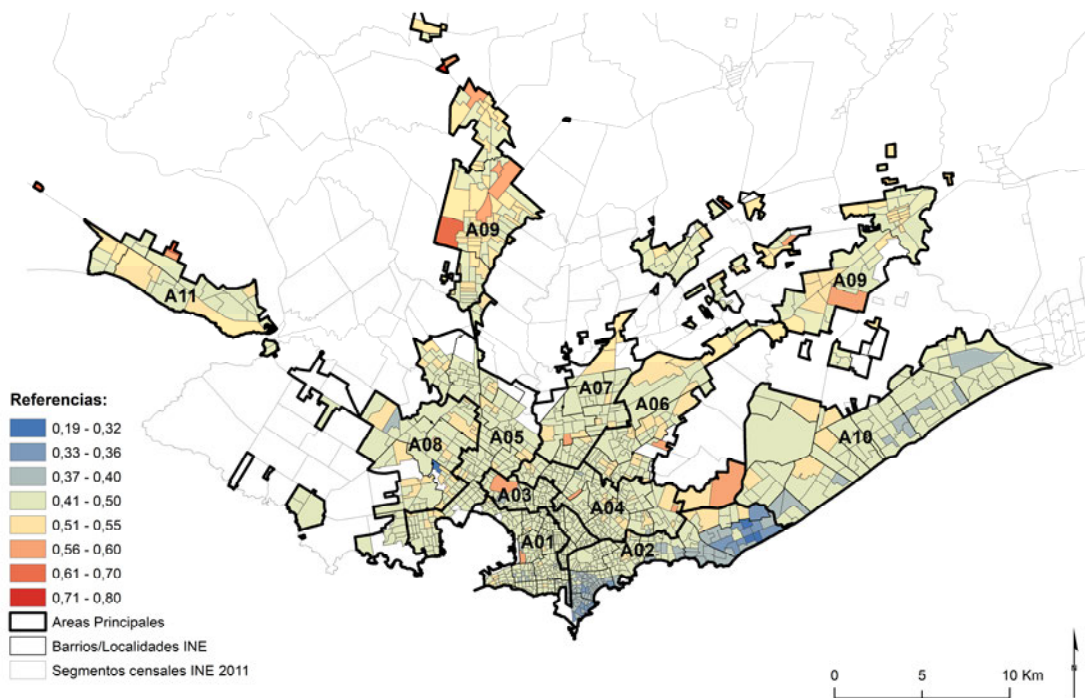 A09
A09
A11
A07
A06
A10
A08
A05
A03
A04
A01
A02
Referencias:
0,19 - 0,32
0,33 - 0,36
0,37 - 0,40
0,41 - 0,50
0,51 - 0,55
0,56 - 0,60
0,61 - 0,70
0,71 - 0,80
Areas Principales
Barrios/Localidades INE
Segmentos censales INE 2011
0 5 10 Km
N